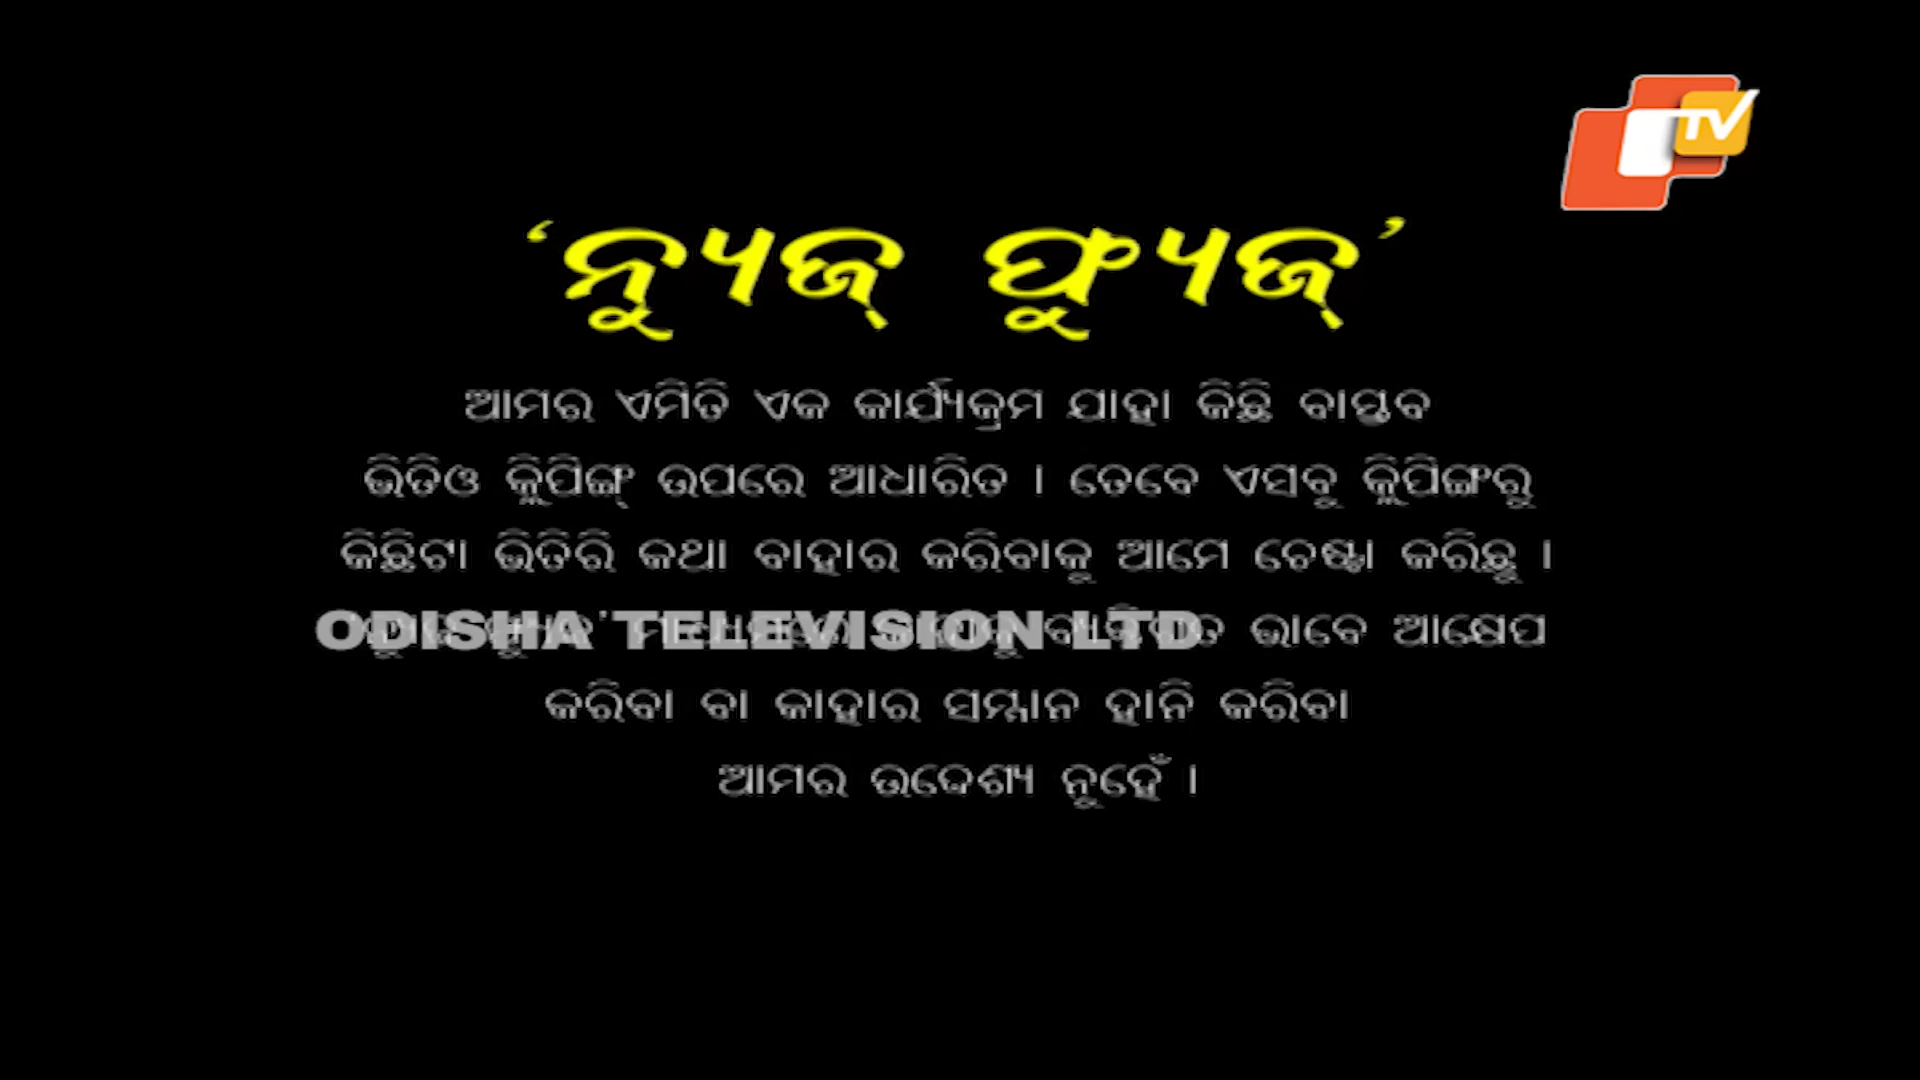 TV
‘ନ୍ୟୁଜ୍ ଫ୍ୟୁଜ୍’
ଆମର ଏମିତି ଏକ କାର୍ଯ୍ୟକ୍ରମ ଯାହା କିଛି ବାସ୍ତବ
ଭିଡିଓ କ୍ଲିପିଙ୍ଗ୍ ଉପରେ ଆଧାରିତ । ତେବେ ଏସବୁ କ୍ଲିପିଙ୍ଗରୁ
କିଛିଟା ଭିତିରି କଥା ବାହାର କରିବାକୁ ଆମେ ଚେଷ୍ଟା କରିଛୁ ।
ODISHA TELEVISION LTD
ଭାବେ ଆକ୍ଷେପ
କରିବା ବା କାହାର ସମ୍ମାନ ହାନି କରିବା
ଆମର ଉଦ୍ଦେଶ୍ୟ ନୁହେଁ ।